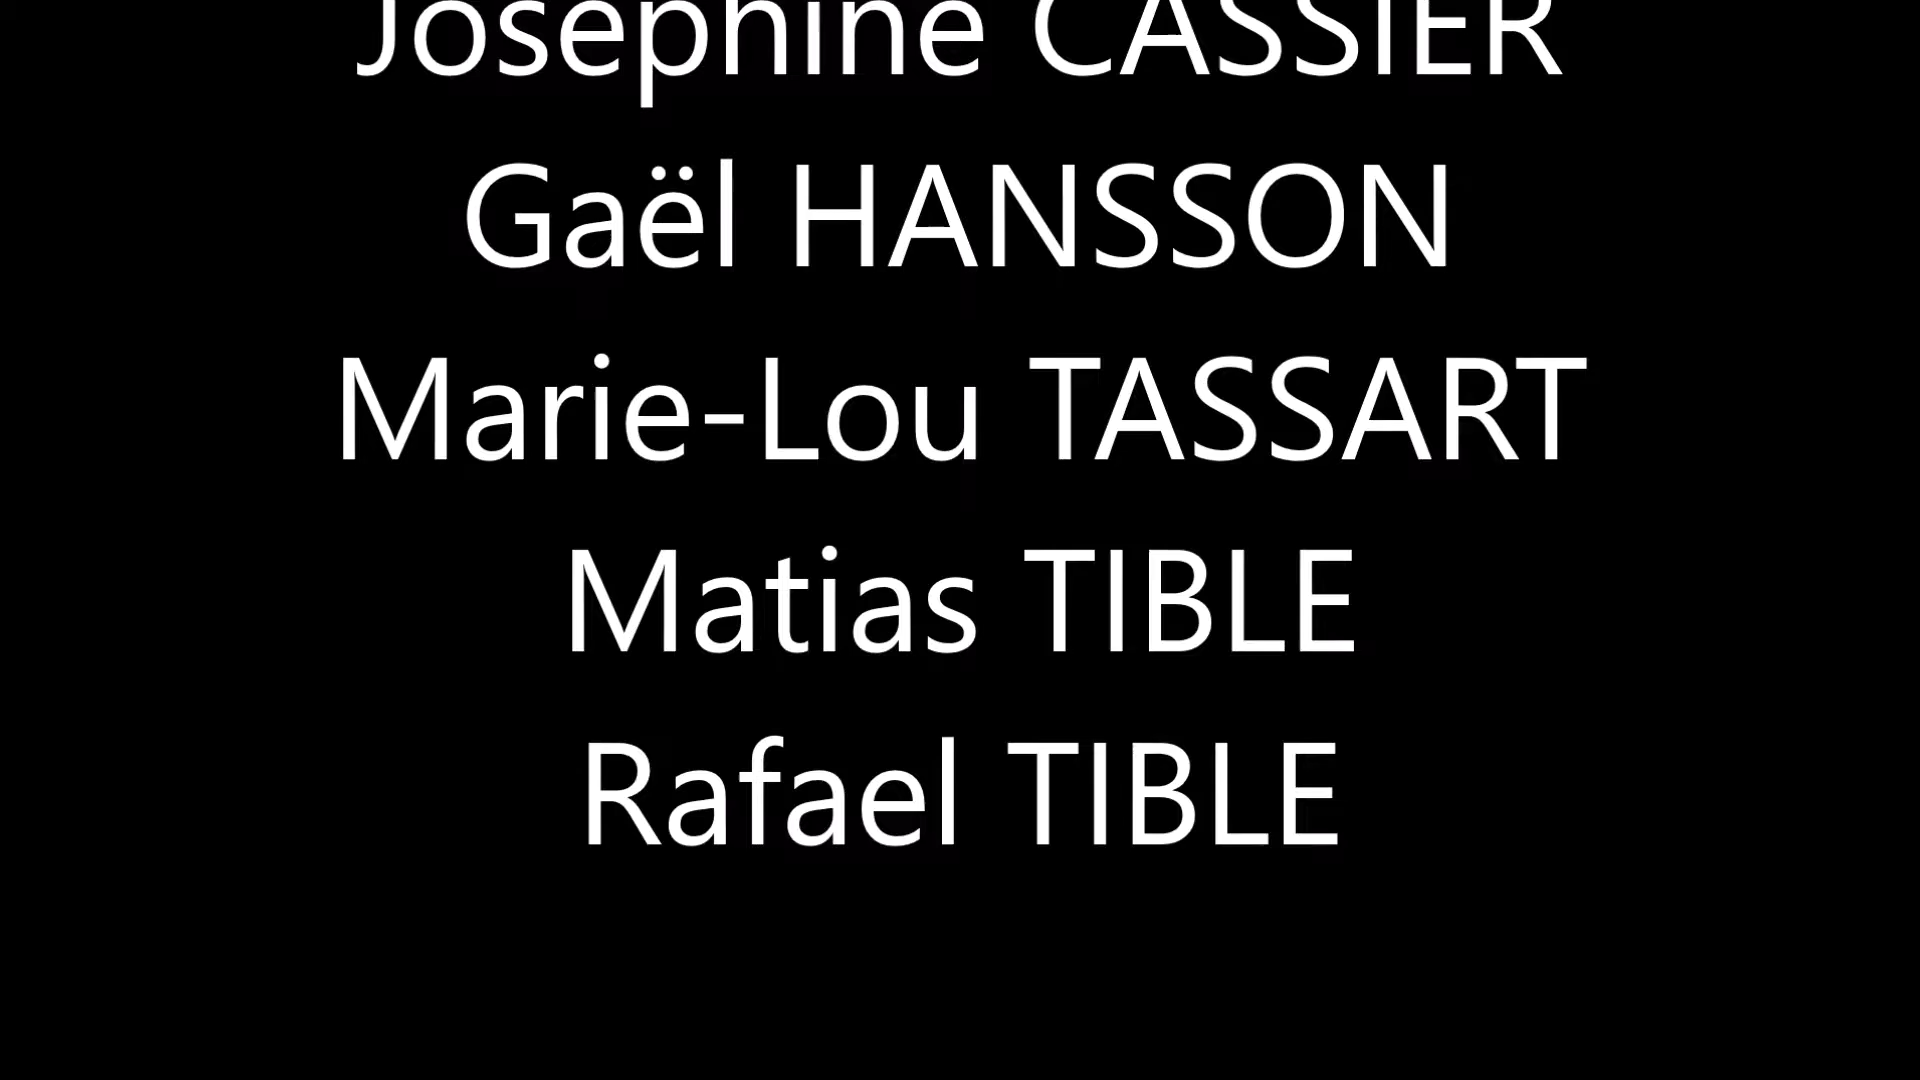 Josephine CASSIER
Gaël HANSSON
Marie-Lou TASSART
Matias TIBLE
Rafael TIBLE